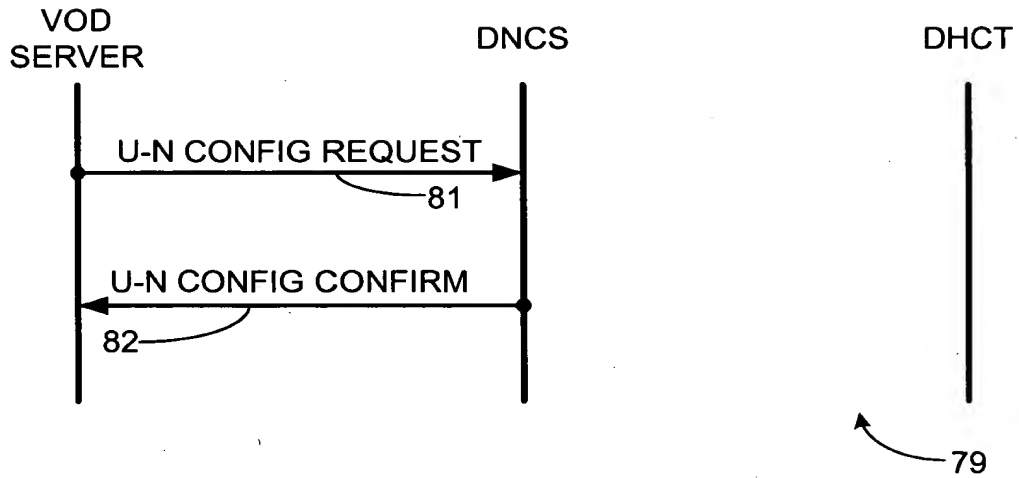 VOD
SERVER
DNCS
DHCT
U-N CONFIG REQUEST
81
U-N CONFIG CONFIRM
82
79